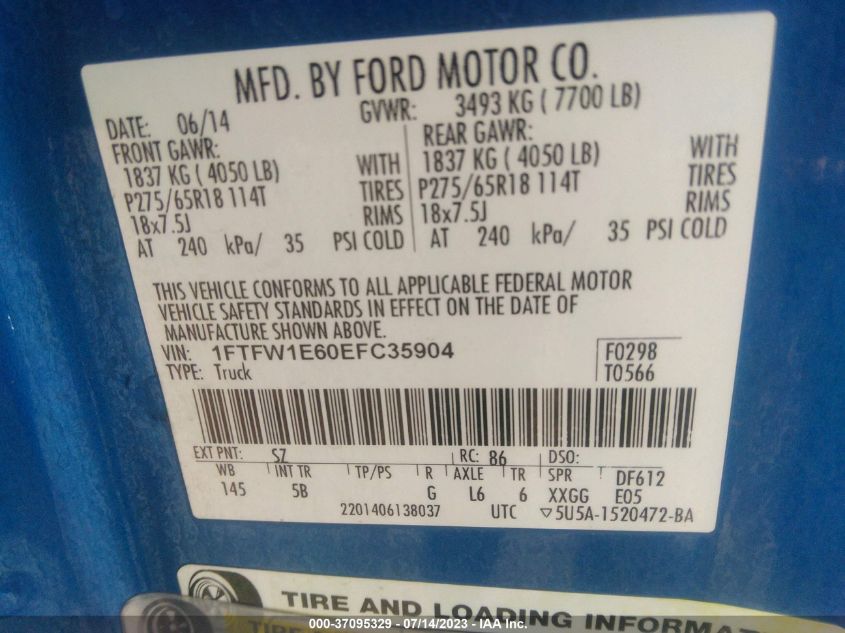 MFD. BY FORD MOTOR CO.
DATE: 06/14 GVWR: 3493 KG ( 7700 LB)
FRONT GAWR:
1837 KG ( 4050 LB) WITH
P275/65R18 114T TIRES
18x7.5J RIMS
AT 240 kPa/ 35 PSI COLD
REAR GAWR:
1837 KG ( 4050 LB) WITH
P275/65R18 114T TIRES
18x7.5J RIMS
AT 240 kPa/ 35 PSI COLD
THIS VEHICLE CONFORMS TO ALL APPLICABLE FEDERAL MOTOR
VEHICLE SAFETY STANDARDS IN EFFECT ON THE DATE OF
MANUFACTURE SHOWN ABOVE.
VIN: 1FTFW1E60EFC35904 F0298
TYPE: Truck T0566
EXT PNT: SZ RC: 86 DSO:
WB INT TR TP/PS R AXLE TR SPR DF612
145 5B G L6 6 XXGG E05
2201406138037 UTC ▽5U5A-1520472-BA
TIRE AND LOADING INFORMA
000-37095329 - 07/14/2023 - IAA Inc.